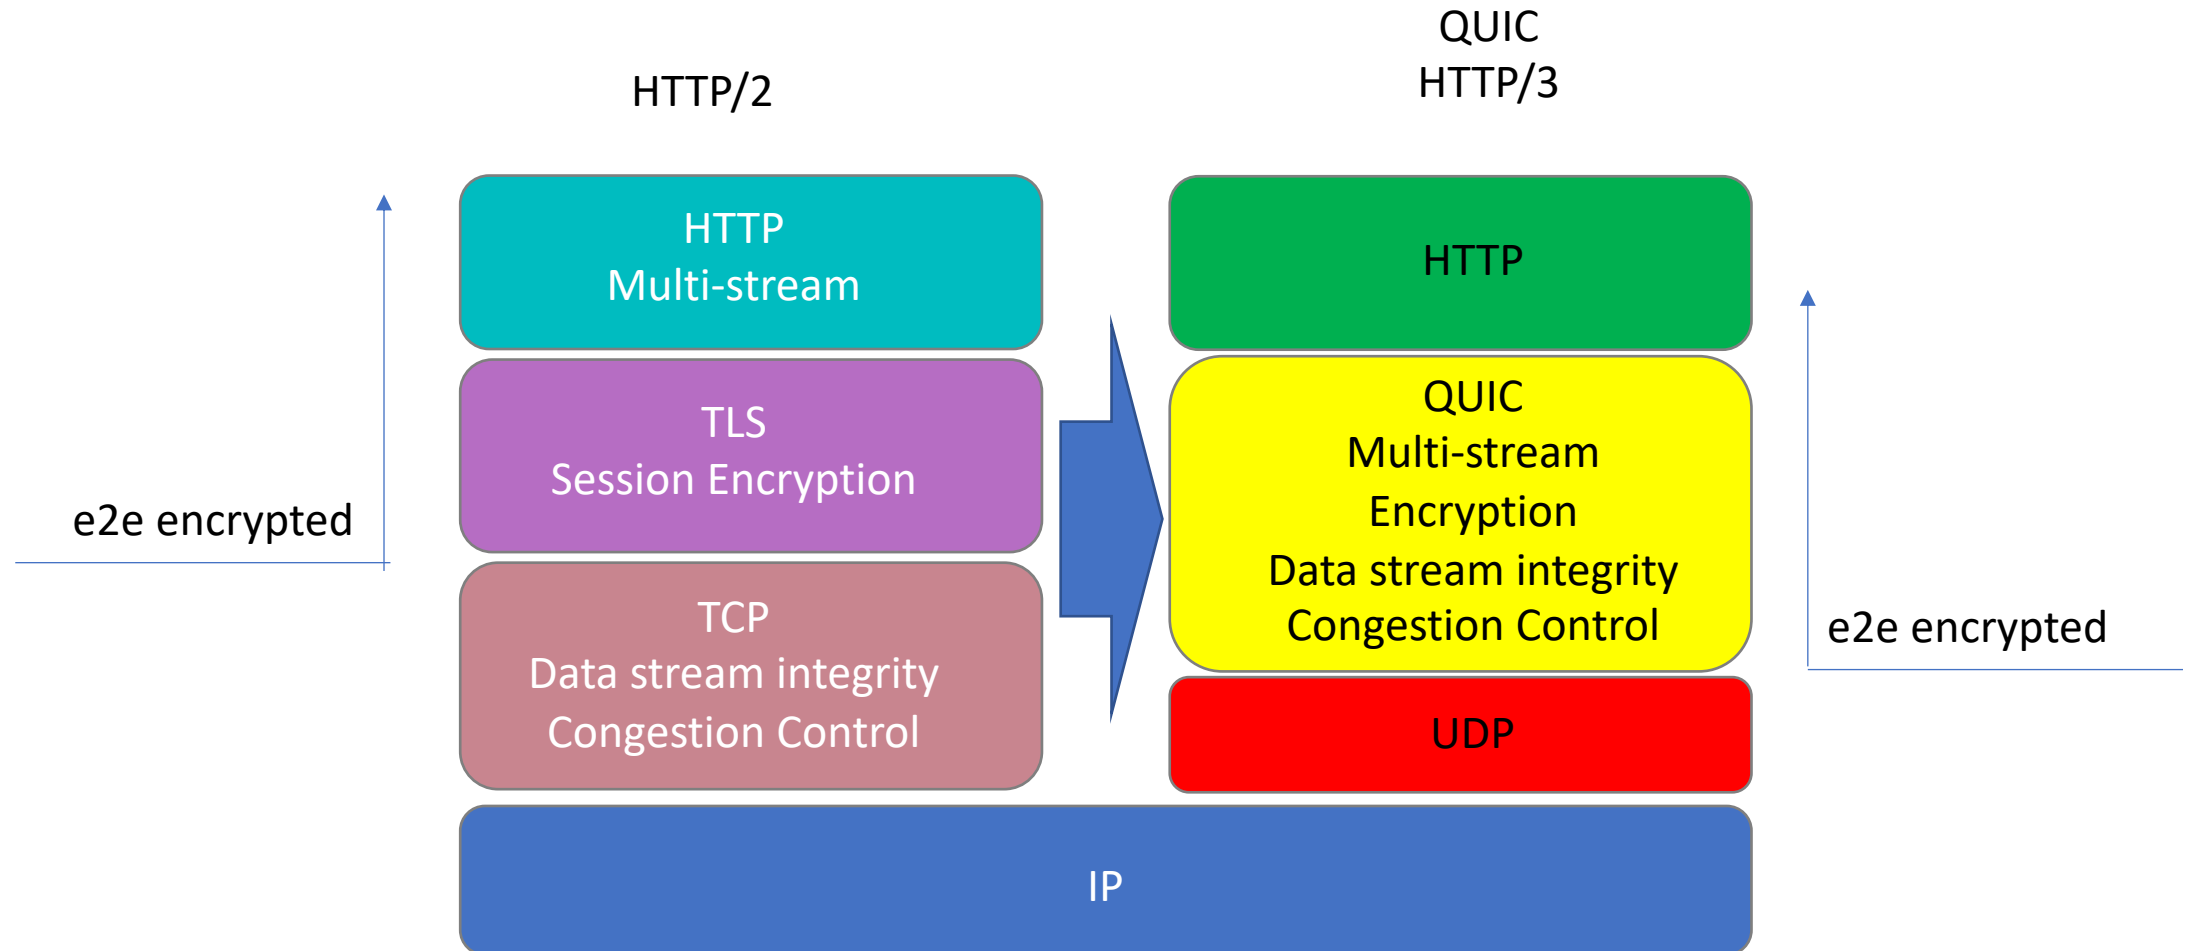 HTTP/2
QUIC
HTTP/3
HTTP
Multi-stream
TLS
Session Encryption
e2e encrypted
TCP
Data stream integrity
Congestion Control
HTTP
QUIC
Multi-stream
Encryption
Data stream integrity
Congestion Control
e2e encrypted
UDP
IP